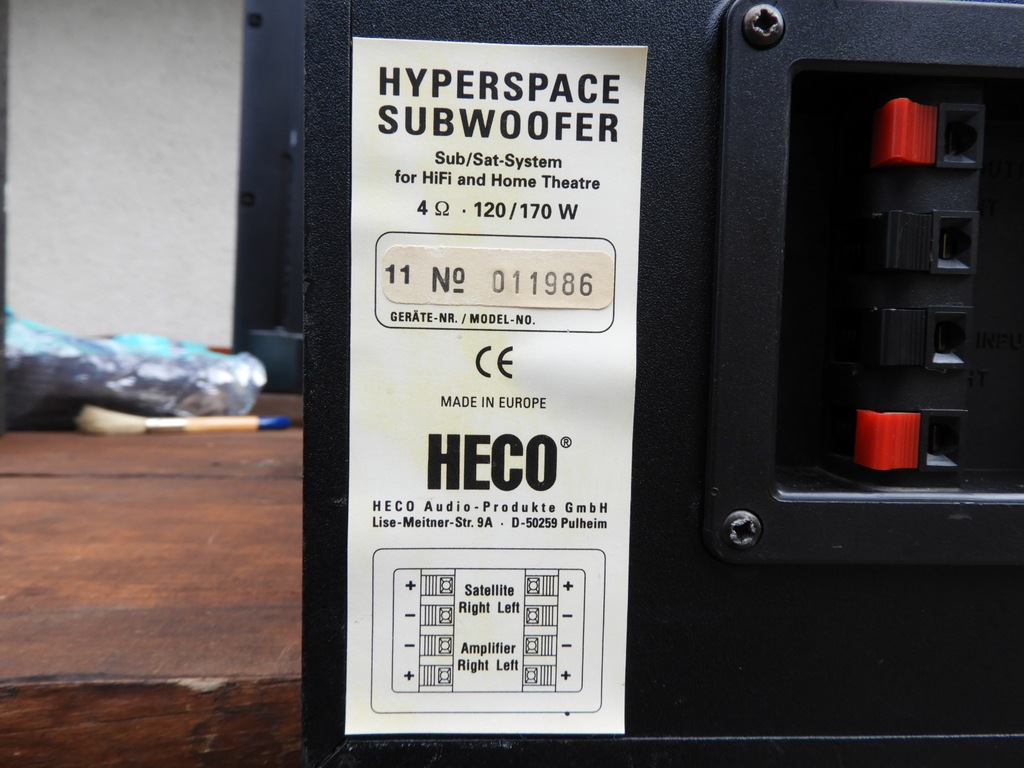 HYPERSPACE
SUBWOOFER
Sub/Sat-System
for HiFi and Home Theatre
4 Ω · 120/170 W
11 Nº 011986
GERÄTE-NR. / MODEL-NO.
CE
MADE IN EUROPE
HECO®
HECO Audio-Produkte GmbH
Lise-Meitner-Str. 9A · D-50259 Pulheim
+ Satellite +
− Right Left −
− Amplifier −
+ Right Left +